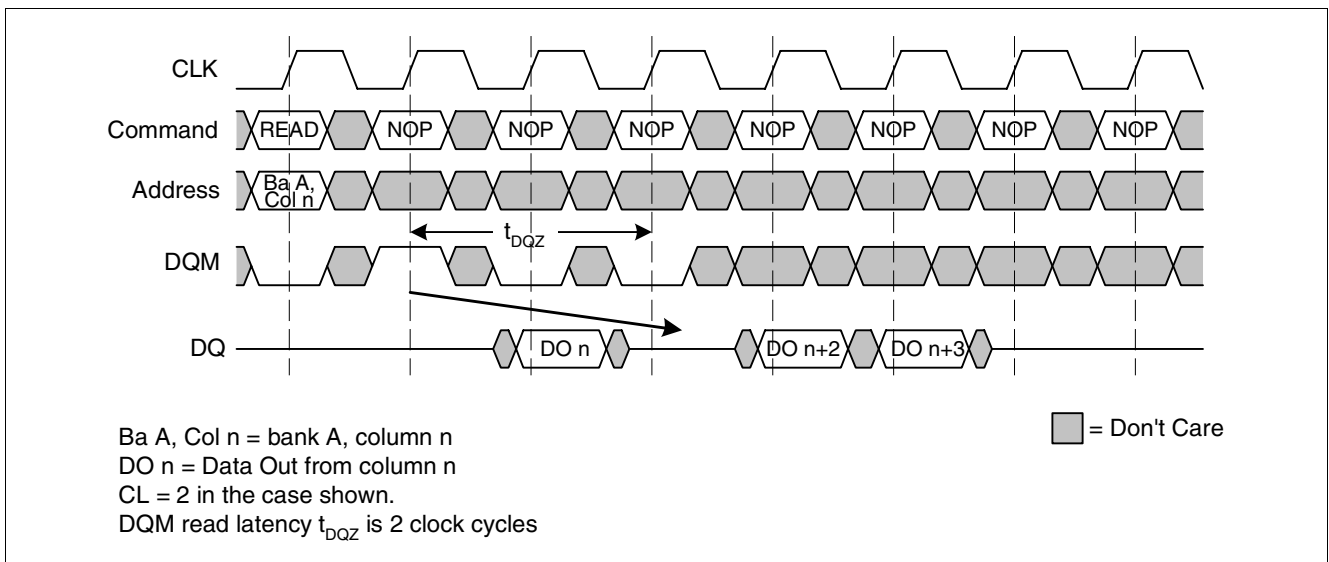 CLK
Command READ NOP NOP NOP NOP NOP NOP NOP
Address Ba A,
Col n
tDQZ
DQM
DQ DO n DO n+2 DO n+3
Ba A, Col n = bank A, column n
DO n = Data Out from column n
CL = 2 in the case shown.
DQM read latency tDQZ is 2 clock cycles
= Don't Care